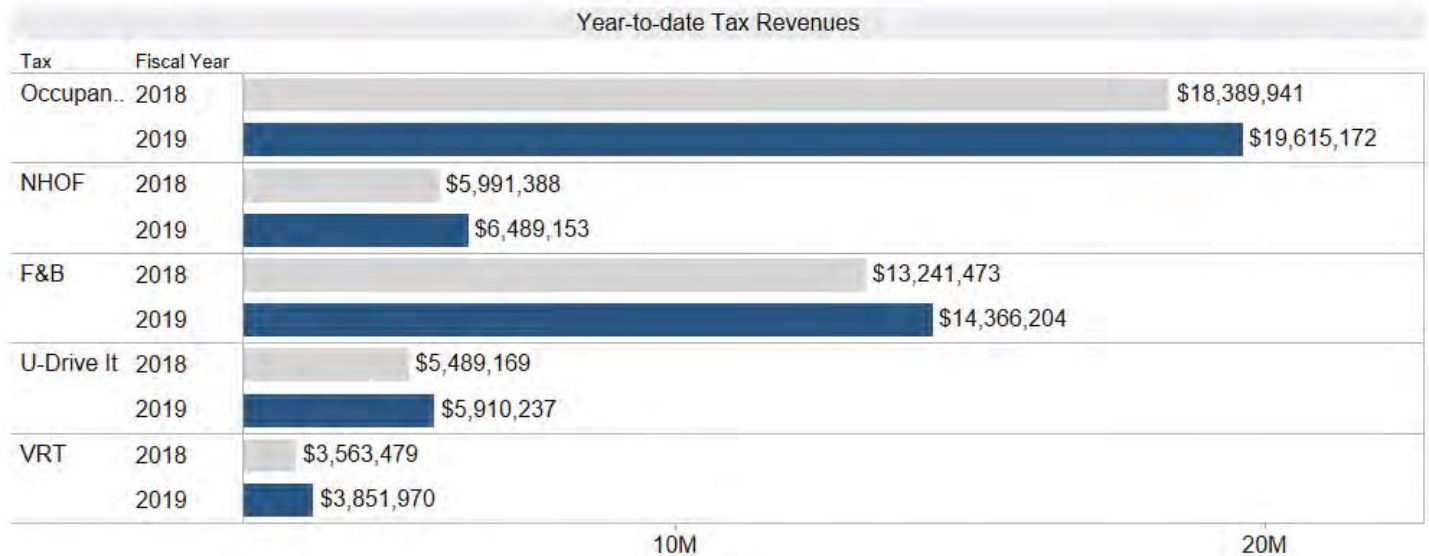 Year-to-date Tax Revenues
Tax Fiscal Year
Occupan.. 2018 $18,389,941
2019 $19,615,172
NHOF 2018 $5,991,388
2019 $6,489,153
F&B 2018 $13,241,473
2019 $14,366,204
U-Drive It 2018 $5,489,169
2019 $5,910,237
VRT 2018 $3,563,479
2019 $3,851,970
10M 20M